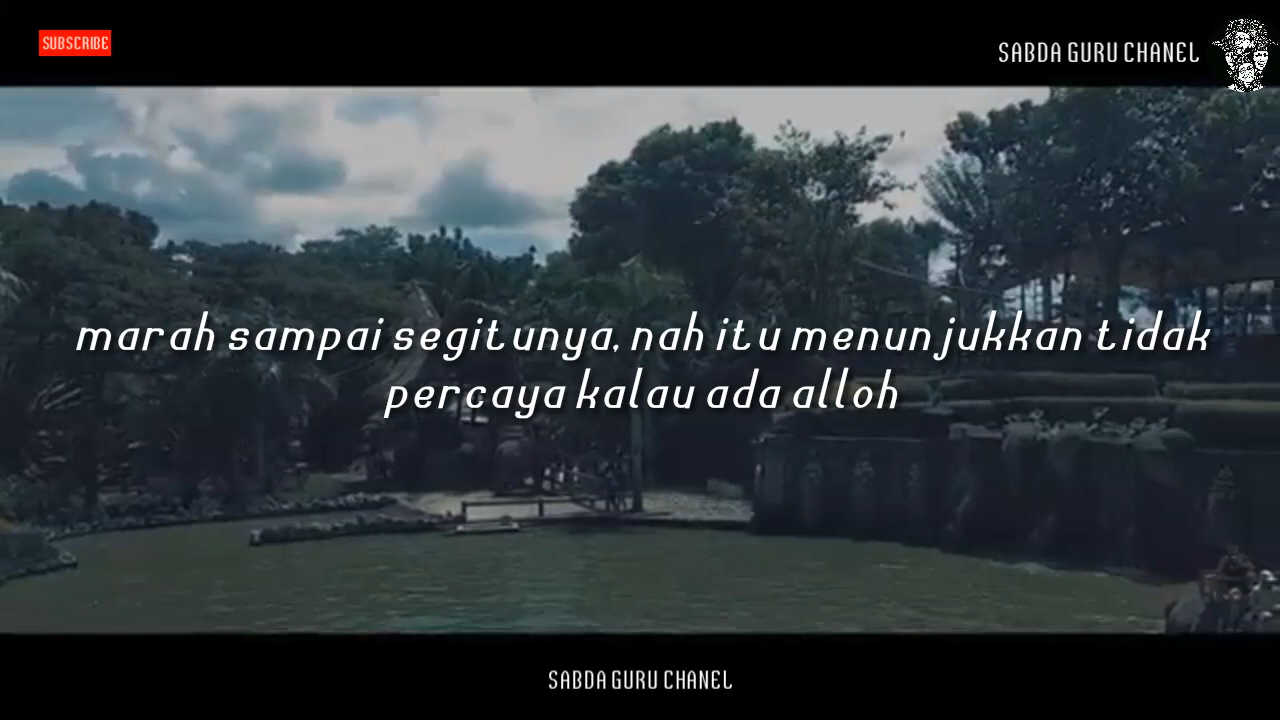 SUBSCRIBE
SABDA GURU CHANEL
marah sampai segitunya, nah itu menunjukkan tidak
percaya kalau ada alloh
SABDA GURU CHANEL